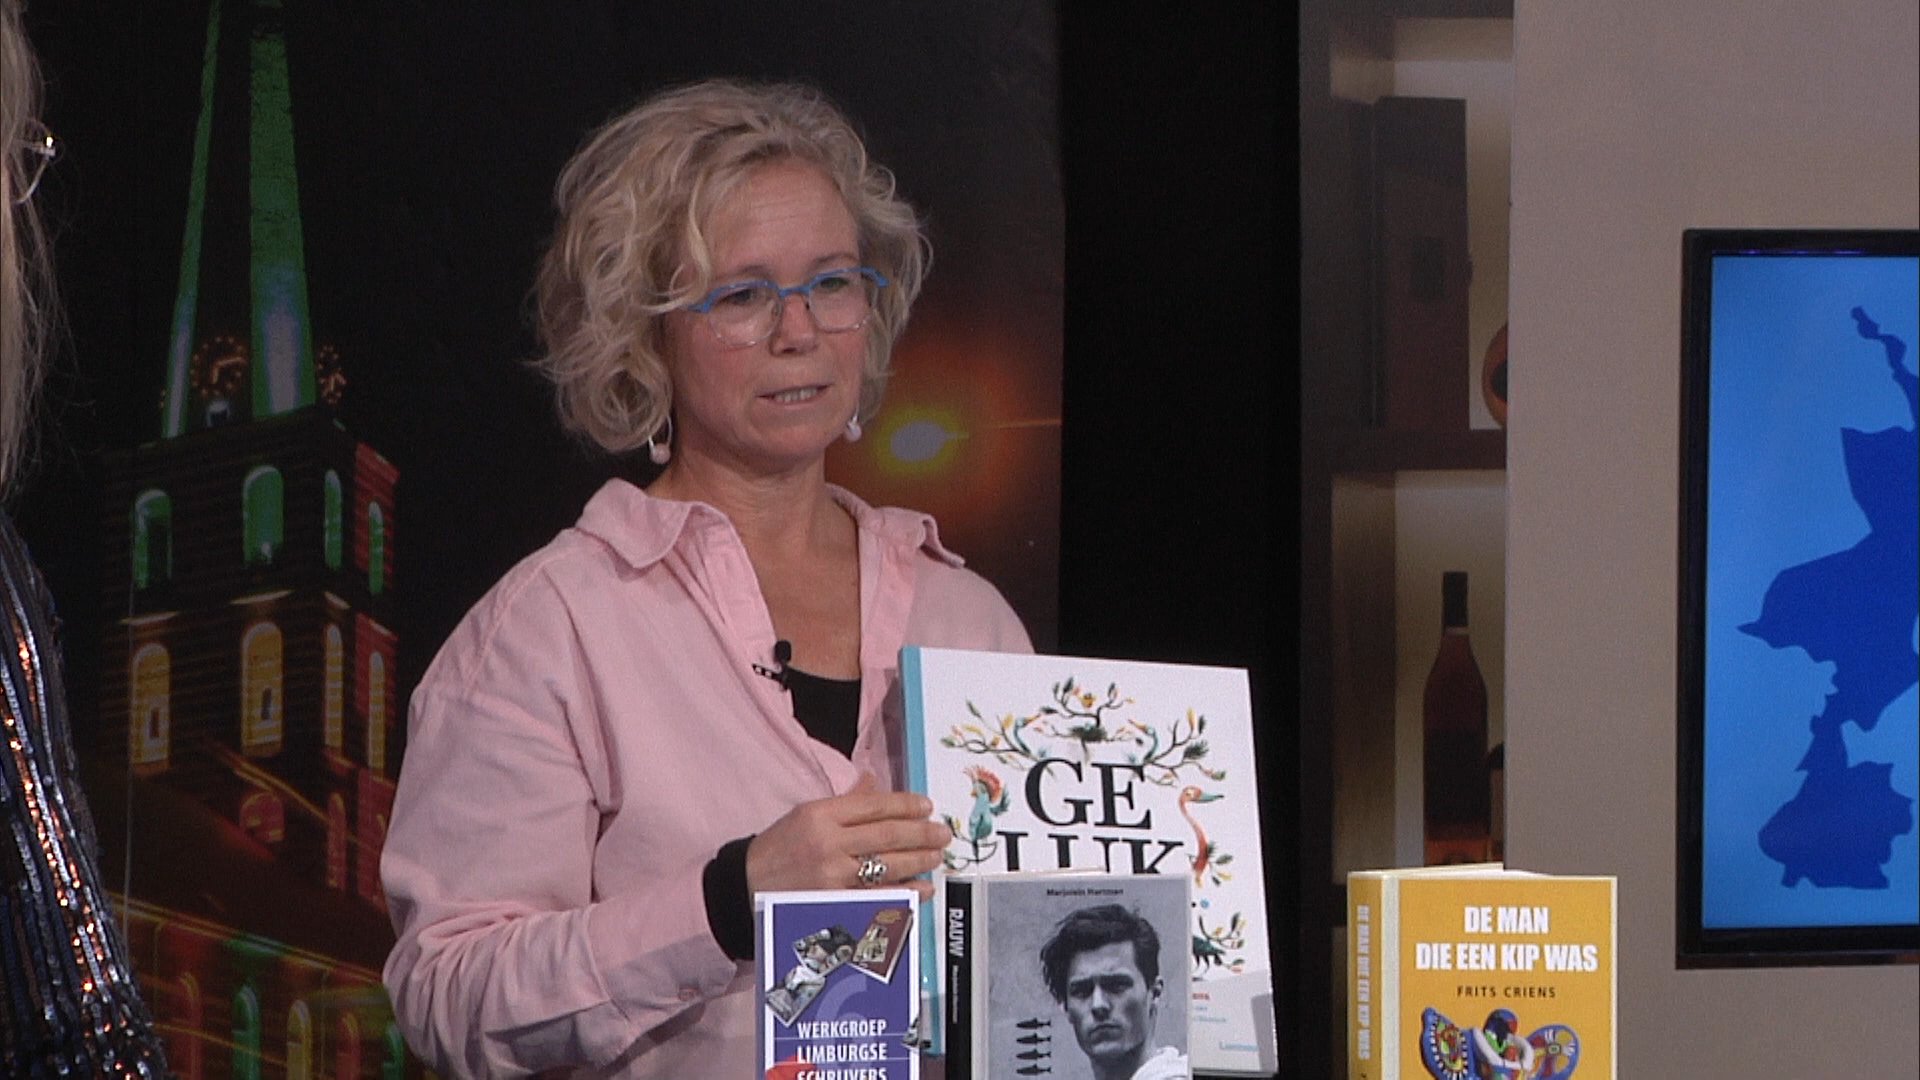 GE
LUK
WERKGROEP
LIMBURGSE
SCHRIJVERS
RAUW
Marjolein Hartman
DE MAN DIE EEN KIP WAS
DE MAN
DIE EEN KIP WAS
FRITS CRIENS